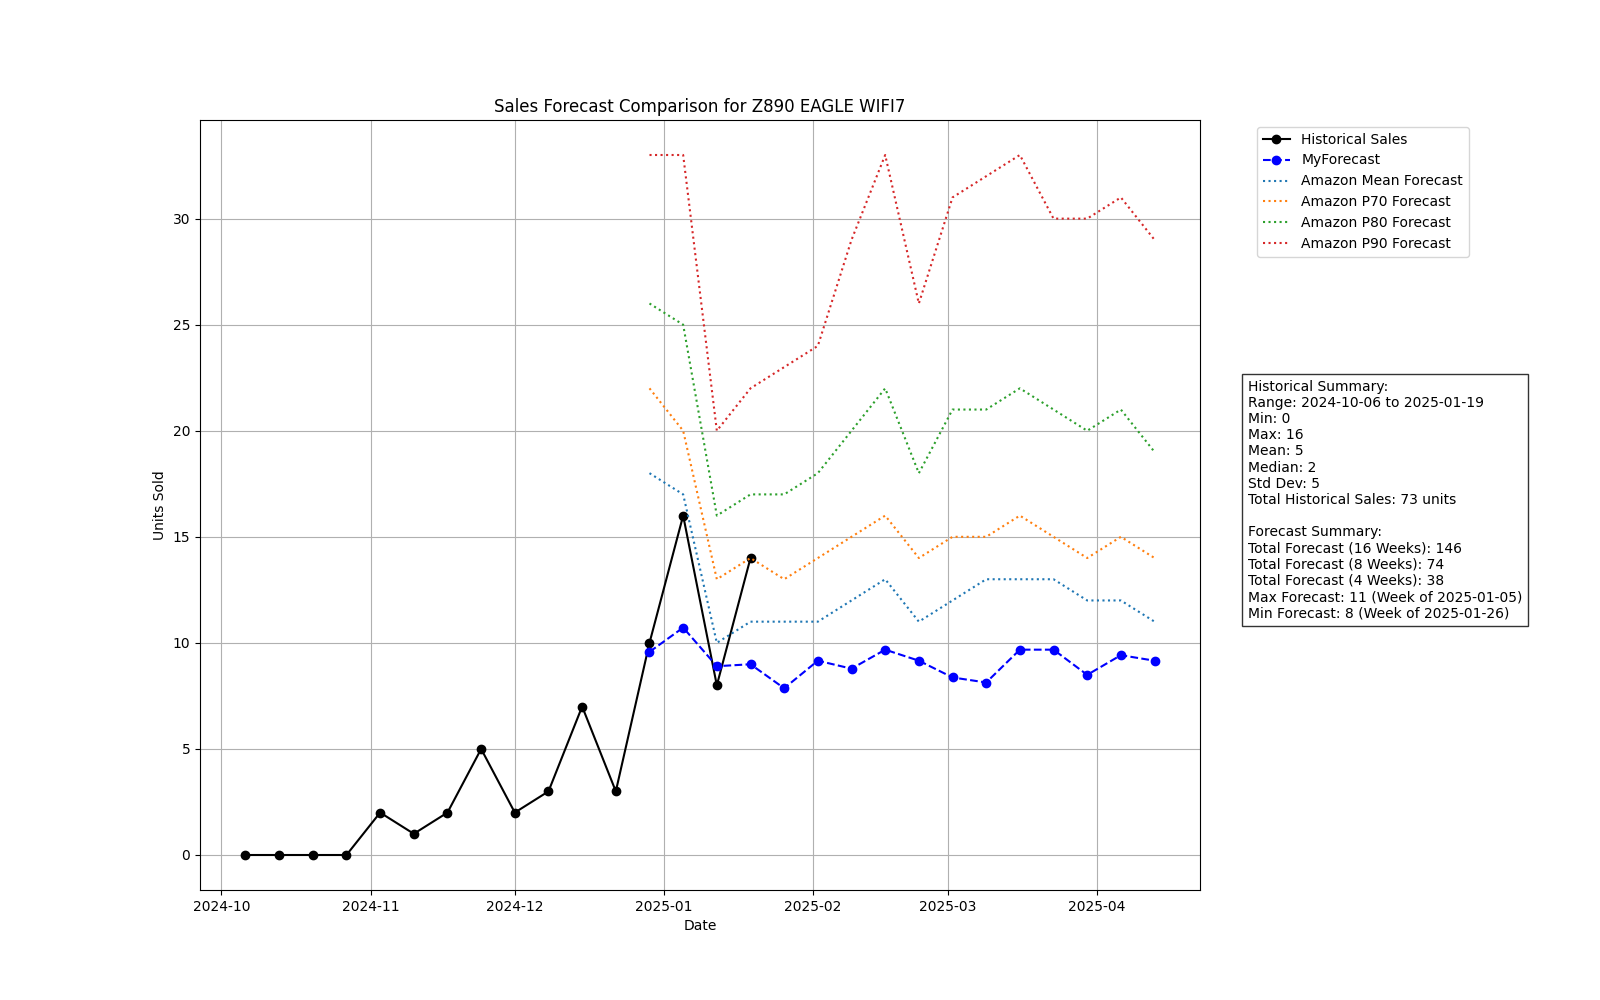 Sales Forecast Comparison for Z890 EAGLE WIFI7
Units Sold
30
25
20
15
10
5
0
2024-10
2024-11
2024-12
2025-01
2025-02
2025-03
2025-04
Date
Historical Sales
MyForecast
Amazon Mean Forecast
Amazon P70 Forecast
Amazon P80 Forecast
Amazon P90 Forecast
Historical Summary:
Range: 2024-10-06 to 2025-01-19
Min: 0
Max: 16
Mean: 5
Median: 2
Std Dev: 5
Total Historical Sales: 73 units
Forecast Summary:
Total Forecast (16 Weeks): 146
Total Forecast (8 Weeks): 74
Total Forecast (4 Weeks): 38
Max Forecast: 11 (Week of 2025-01-05)
Min Forecast: 8 (Week of 2025-01-26)